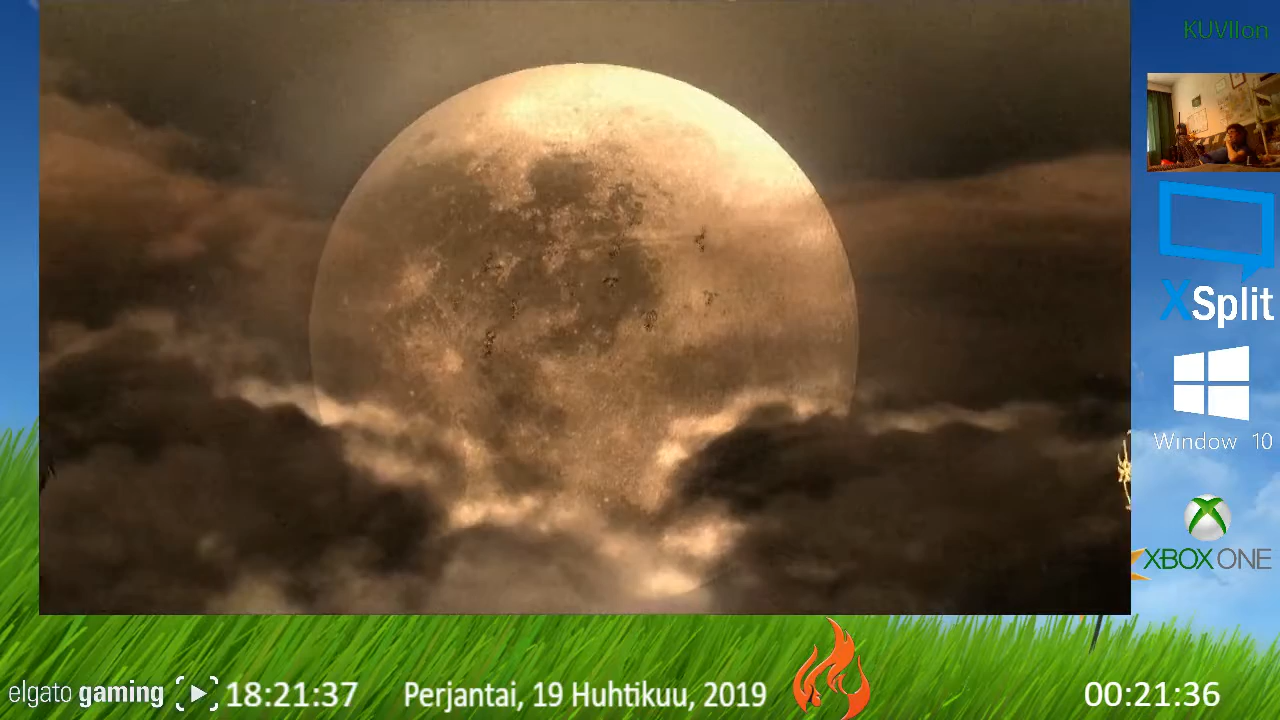 KUVIIon
XSplit
Window 10
XBOX ONE
elgato gaming 18:21:37 Perjantai, 19 Huhtikuu, 2019 00:21:36